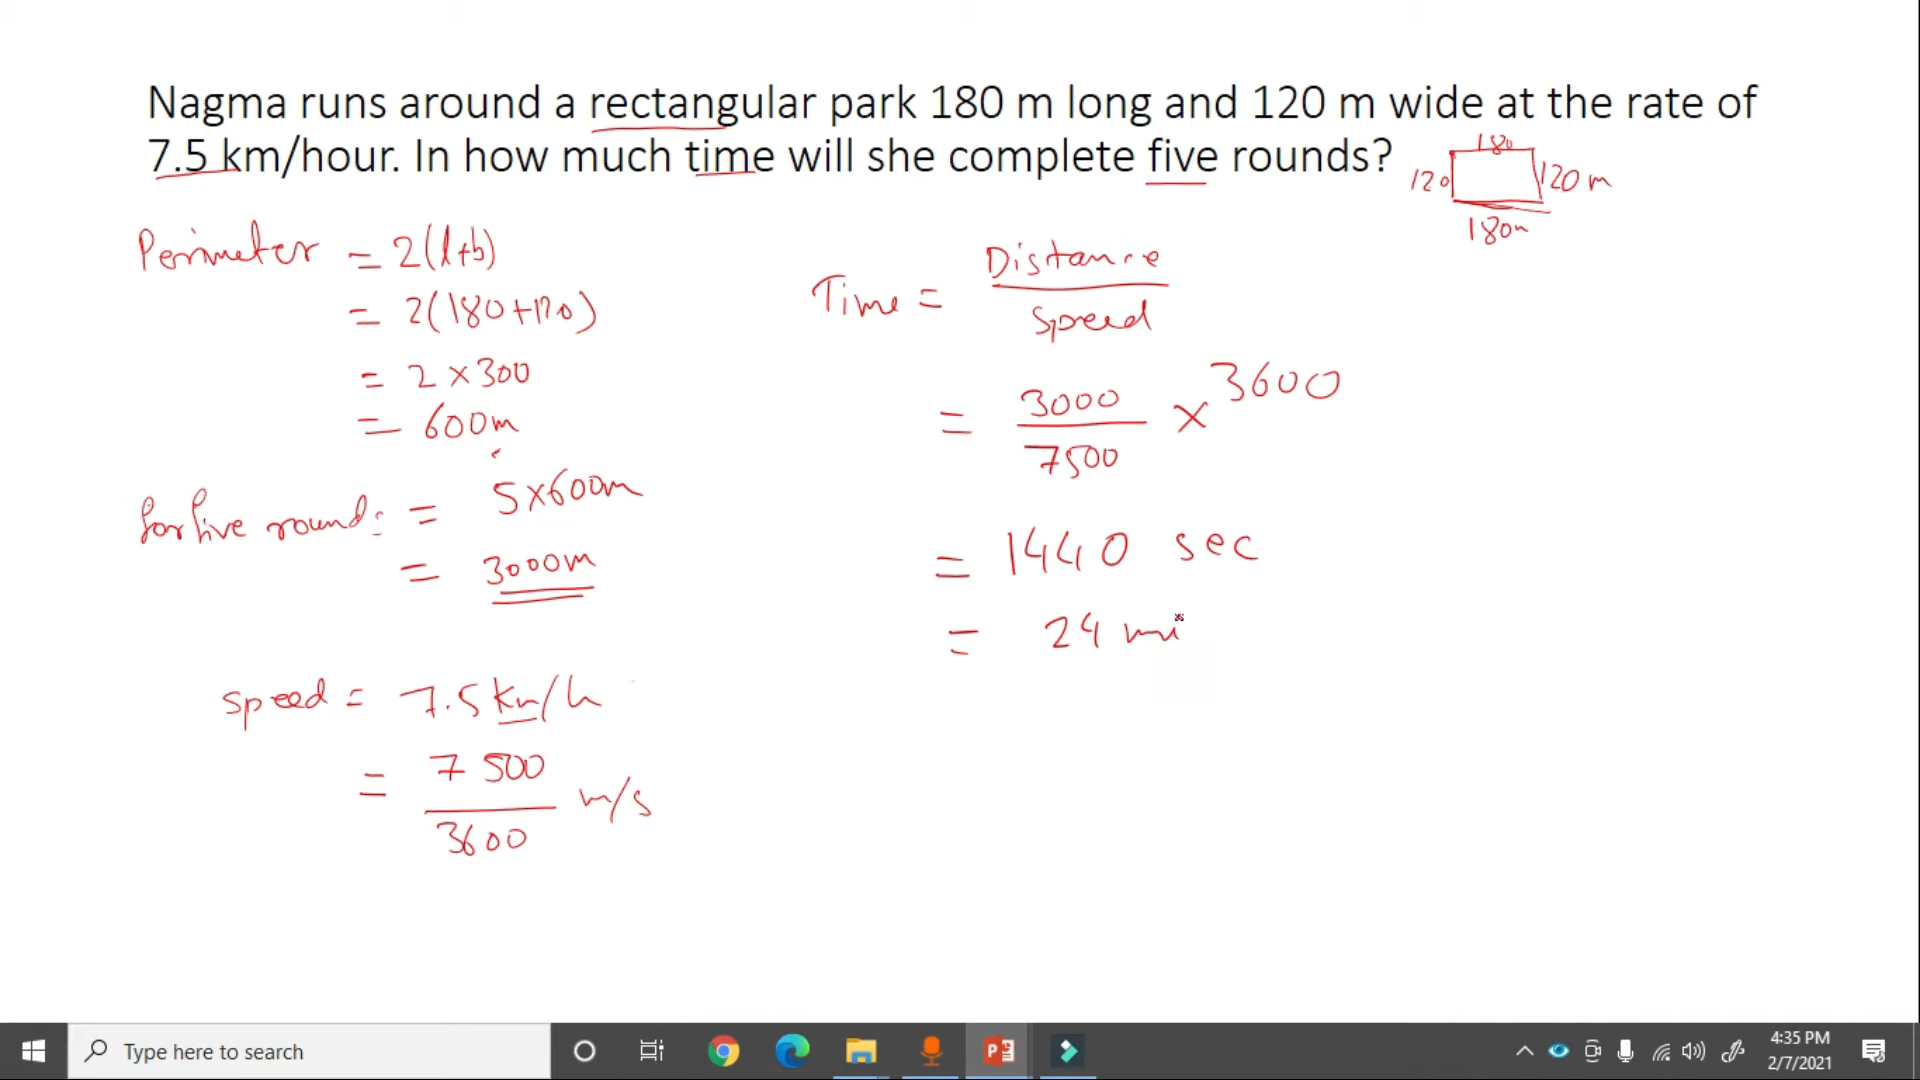 Nagma runs around a rectangular park 180 m long and 120 m wide at the rate of
7.5 km/hour. In how much time will she complete five rounds?
180
120
120 m
180m
Perimeter = 2(l+b)
= 2(180+120)
= 2 × 300
= 600m
for five round: = 5×600m
= 3000m
speed = 7.5 km/h
= 7500
3600 m/s
Time = Distance
Speed
= 3000 × 3600
7500
= 1440 sec
= 24 mi
Type here to search
4:35 PM
2/7/2021